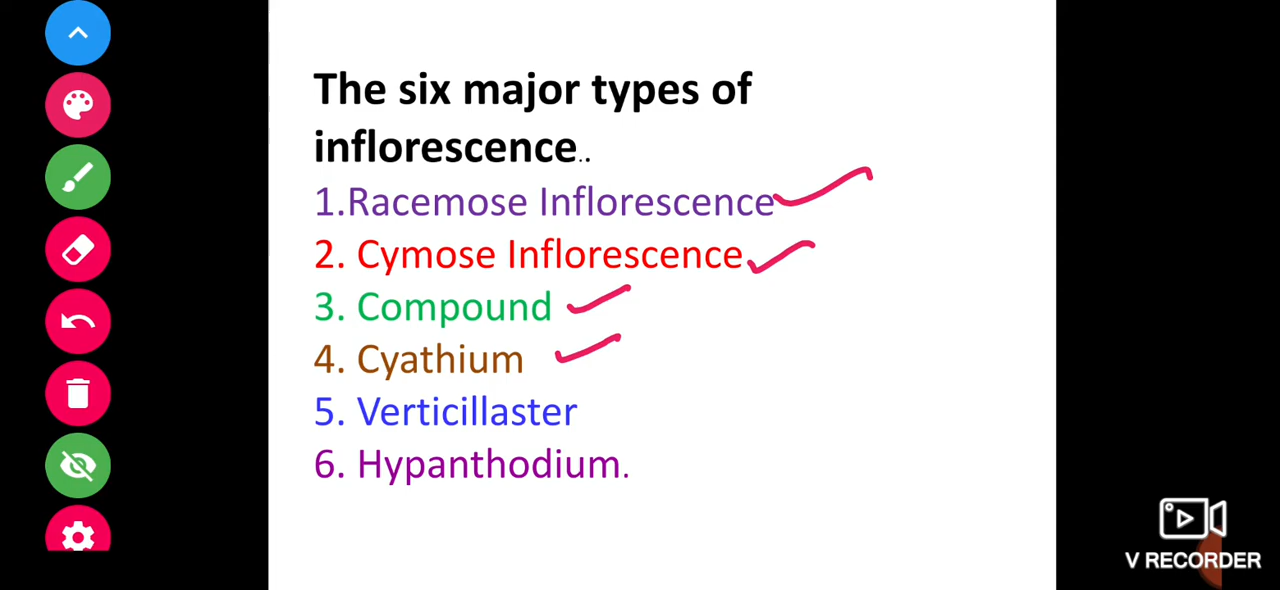 The six major types of
inflorescence..
1.Racemose Inflorescence
2. Cymose Inflorescence
3. Compound
4. Cyathium
5. Verticillaster
6. Hypanthodium.
V RECORDER